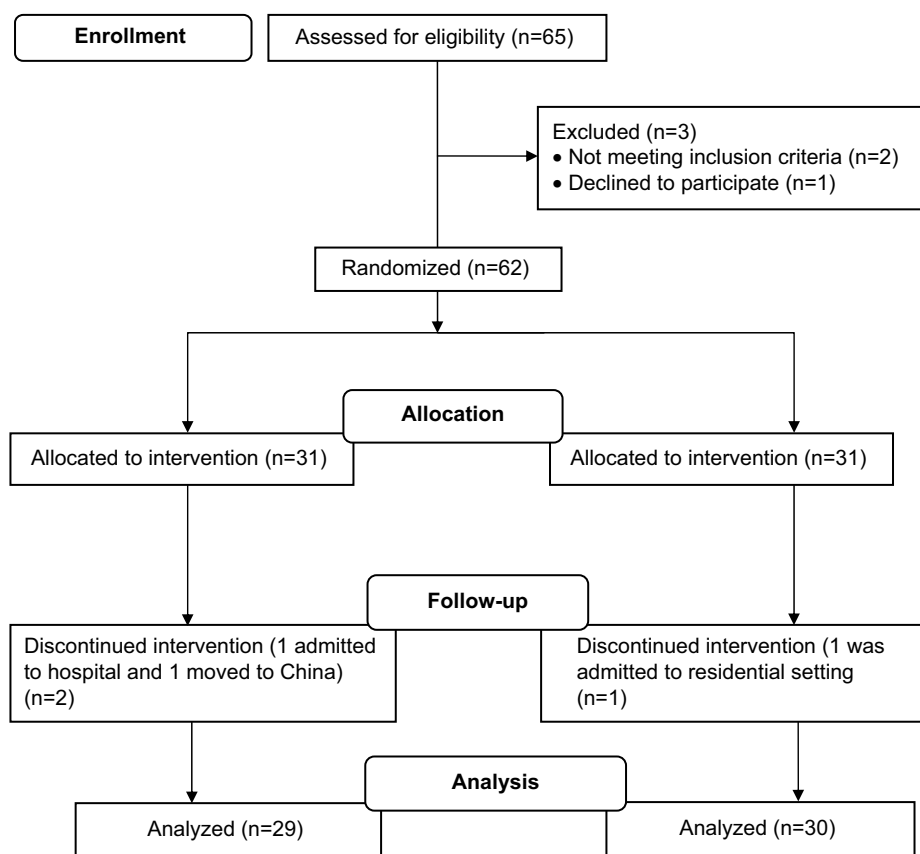 Enrollment
Assessed for eligibility (n=65)
Excluded (n=3)
• Not meeting inclusion criteria (n=2)
• Declined to participate (n=1)
Randomized (n=62)
Allocation
Allocated to intervention (n=31)
Allocated to intervention (n=31)
Follow-up
Discontinued intervention (1 admitted
to hospital and 1 moved to China)
(n=2)
Discontinued intervention (1 was
admitted to residential setting
(n=1)
Analysis
Analyzed (n=29)
Analyzed (n=30)